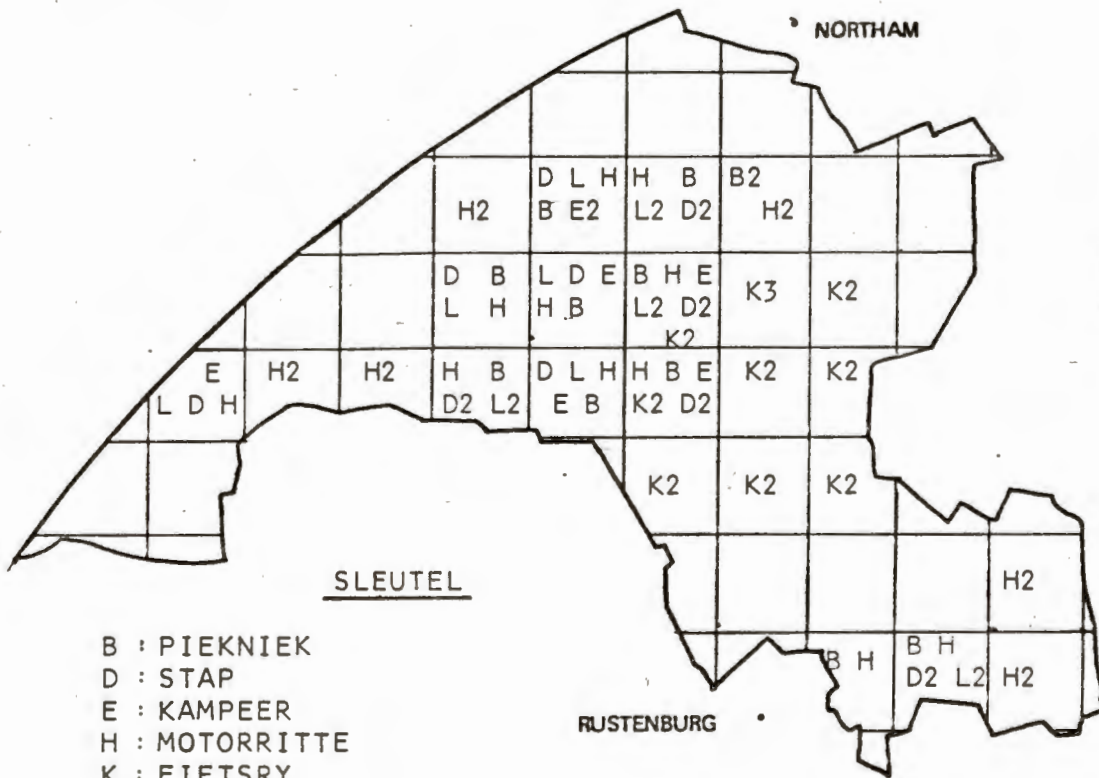 NORTHAM
D L H H B B2
H2 B E2 L2 D2 H2
D B L D E B H E K3 K2
L H H B L2 D2
K2
E H2 H2 H B D L H H B E K2 K2
L D H D2 L2 E B K2 D2
K2 K2 K2
SLEUTEL
H2
B H B H
D2 L2 H2
B : PIEKNIEK
D : STAP
E : KAMPEER
H : MOTORRITTE
K : FIETSRY
RUSTENBURG